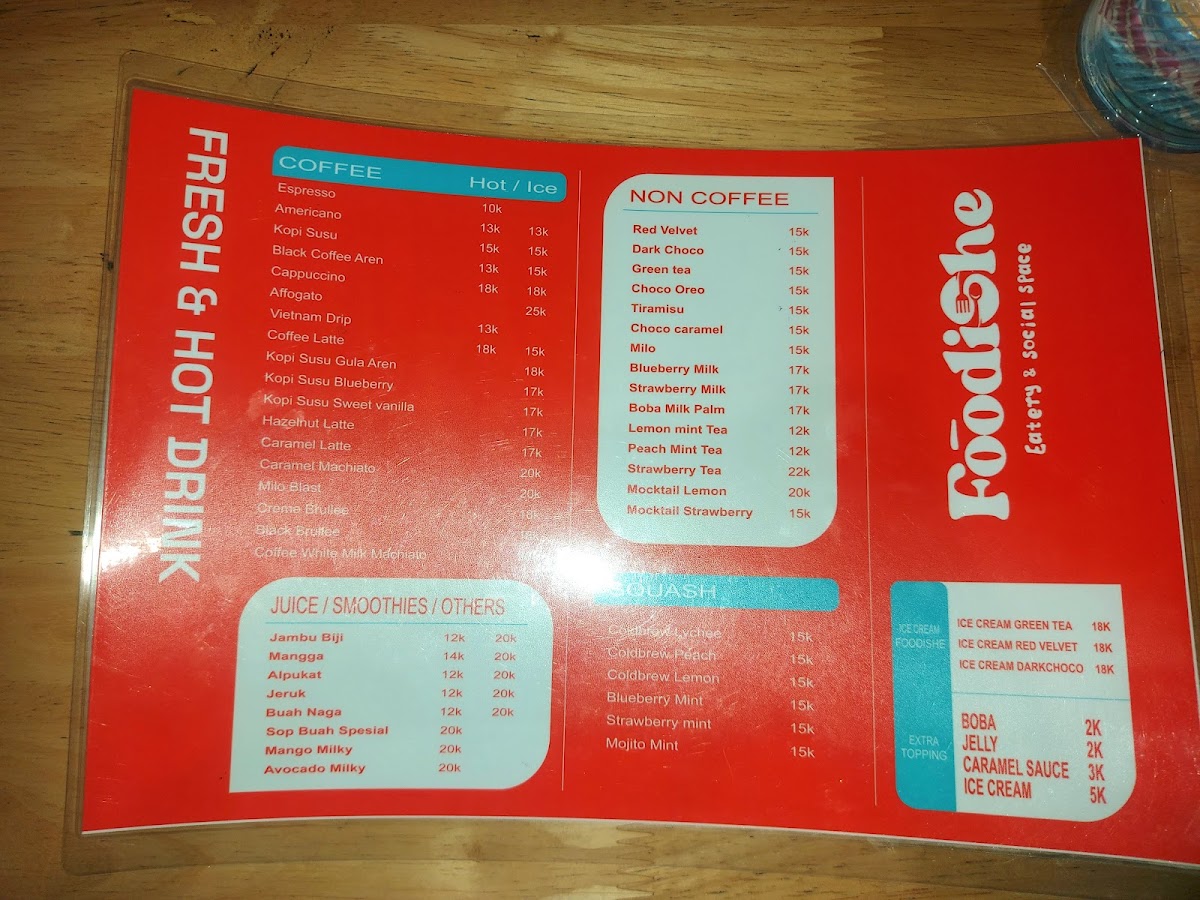 FRESH & HOT DRINK
COFFEE Hot / Ice
Espresso 10k
Americano 13k 13k
Kopi Susu 15k 15k
Black Coffee Aren 13k 15k
Cappuccino 18k 18k
Affogato 25k
Vietnam Drip 13k
Coffee Latte 18k 15k
Kopi Susu Gula Aren 18k
Kopi Susu Blueberry 17k
Kopi Susu Sweet vanilla 17k
Hazelnut Latte 17k
Caramel Latte 17k
Caramel Machiato 20k
Milo Blast 20k
Creme Brullee 18k
Black Brullee
Coffee White Milk Machiato
JUICE / SMOOTHIES / OTHERS
Jambu Biji 12k 20k
Mangga 14k 20k
Alpukat 12k 20k
Jeruk 12k 20k
Buah Naga 12k 20k
Sop Buah Spesial 20k
Mango Milky 20k
Avocado Milky 20k
NON COFFEE
Red Velvet 15k
Dark Choco 15k
Green tea 15k
Choco Oreo 15k
Tiramisu 15k
Choco caramel 15k
Milo 15k
Blueberry Milk 17k
Strawberry Milk 17k
Boba Milk Palm 17k
Lemon mint Tea 12k
Peach Mint Tea 12k
Strawberry Tea 22k
Mocktail Lemon 20k
Mocktail Strawberry 15k
SQUASH
Coldbrew Lychee 15k
Coldbrew Peach 15k
Coldbrew Lemon 15k
Blueberry Mint 15k
Strawberry mint 15k
Mojito Mint 15k
Foodishe
Eatery & Social Space
ICE CREAM
FOODISHE
ICE CREAM GREEN TEA 18K
ICE CREAM RED VELVET 18K
ICE CREAM DARKCHOCO 18K
EXTRA
TOPPING
BOBA 2K
JELLY 2K
CARAMEL SAUCE 3K
ICE CREAM 5K